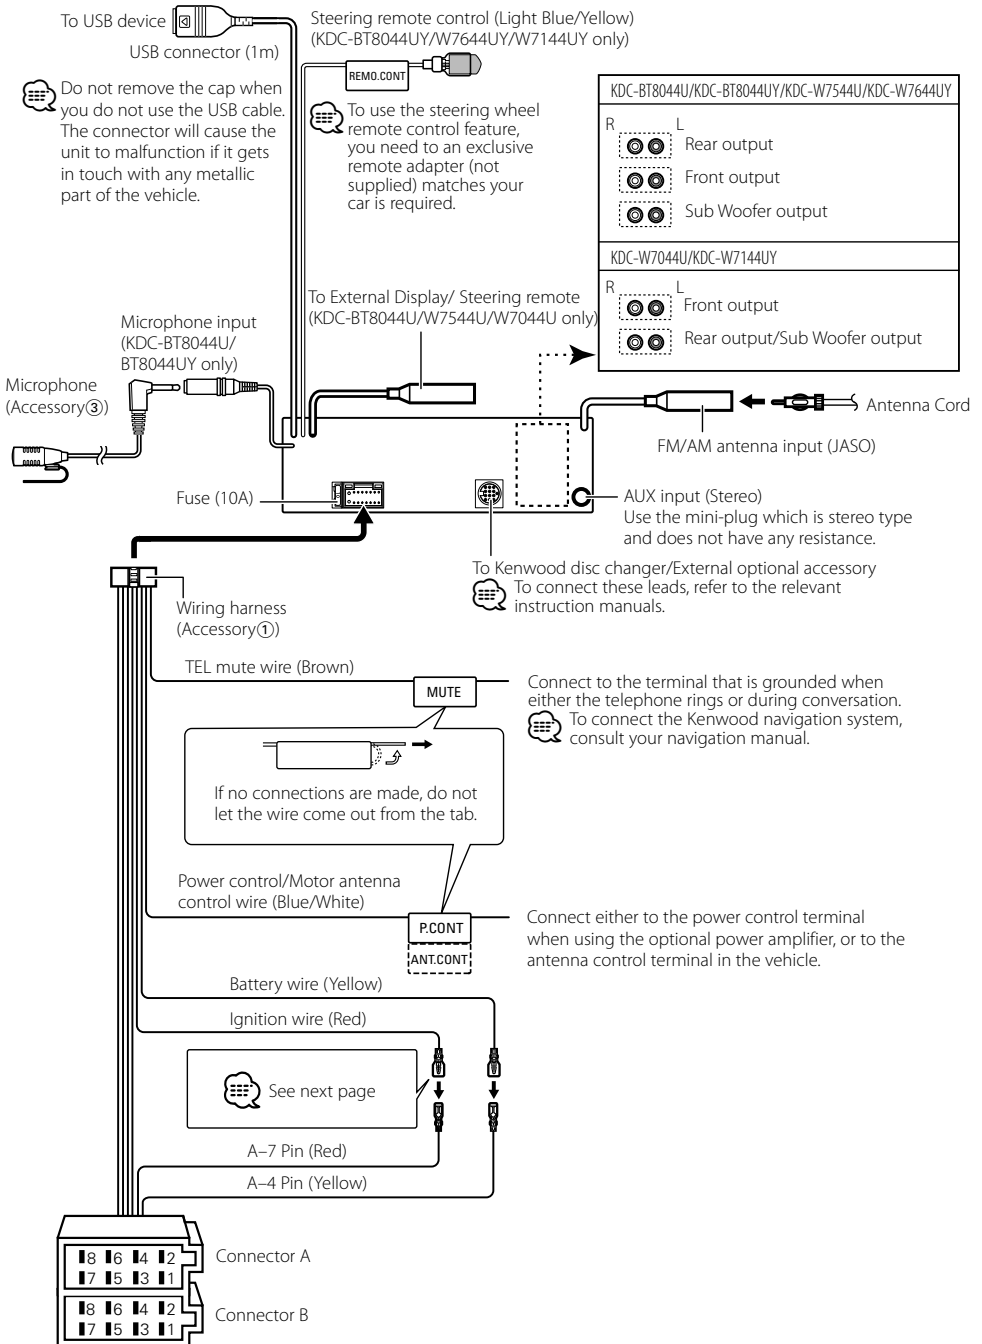 To USB device
USB connector (1m)
Do not remove the cap when
you do not use the USB cable.
The connector will cause the
unit to malfunction if it gets
in touch with any metallic
part of the vehicle.
Steering remote control (Light Blue/Yellow)
(KDC-BT8044UY/W7644UY/W7144UY only)
REMO.CONT
To use the steering wheel
remote control feature,
you need to an exclusive
remote adapter (not
supplied) matches your
car is required.
KDC-BT8044U/KDC-BT8044UY/KDC-W7544U/KDC-W7644UY
R L
Rear output
Front output
Sub Woofer output
KDC-W7044U/KDC-W7144UY
R L
Front output
Rear output/Sub Woofer output
To External Display/ Steering remote
(KDC-BT8044U/W7544U/W7044U only)
Microphone input
(KDC-BT8044U/
BT8044UY only)
Microphone
(Accessory③)
Antenna Cord
FM/AM antenna input (JASO)
Fuse (10A)
AUX input (Stereo)
Use the mini-plug which is stereo type
and does not have any resistance.
To Kenwood disc changer/External optional accessory
To connect these leads, refer to the relevant
instruction manuals.
Wiring harness
(Accessory①)
TEL mute wire (Brown)
MUTE
Connect to the terminal that is grounded when
either the telephone rings or during conversation.
To connect the Kenwood navigation system,
consult your navigation manual.
If no connections are made, do not
let the wire come out from the tab.
Power control/Motor antenna
control wire (Blue/White)
P.CONT
ANT.CONT
Connect either to the power control terminal
when using the optional power amplifier, or to the
antenna control terminal in the vehicle.
Battery wire (Yellow)
Ignition wire (Red)
See next page
A–7 Pin (Red)
A–4 Pin (Yellow)
8 6 4 2
7 5 3 1
Connector A
8 6 4 2
7 5 3 1
Connector B